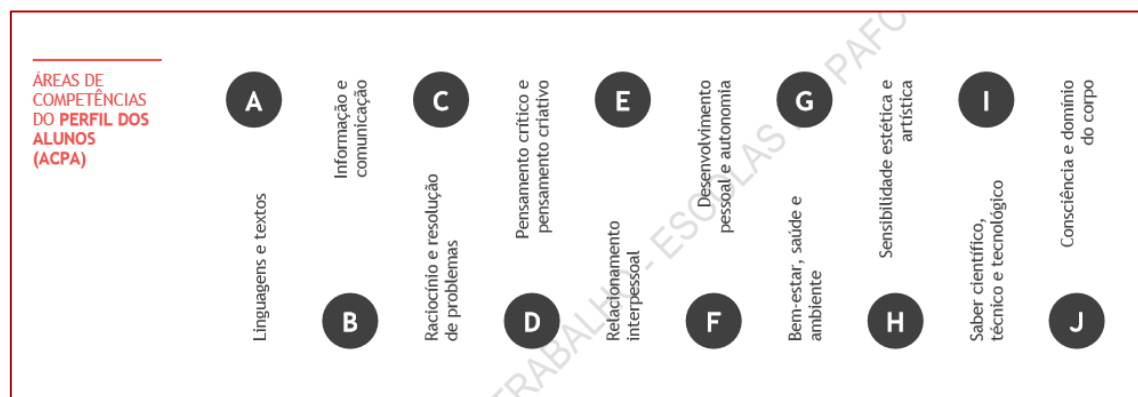 ÁREAS DE
COMPETÊNCIAS
DO PERFIL DOS
ALUNOS
(ACPA)
A
Linguagens e textos
Informação e
comunicação
B
C
Raciocínio e resolução
de problemas
Pensamento crítico e
pensamento criativo
D
E
Relacionamento
interpessoal
Desenvolvimento
pessoal e autonomia
F
G
Bem-estar, saúde e
ambiente
Sensibilidade estética e
artística
H
I
Saber científico,
técnico e tecnológico
Consciência e domínio
do corpo
J
TRABALHO - ESCOLAS PAFC